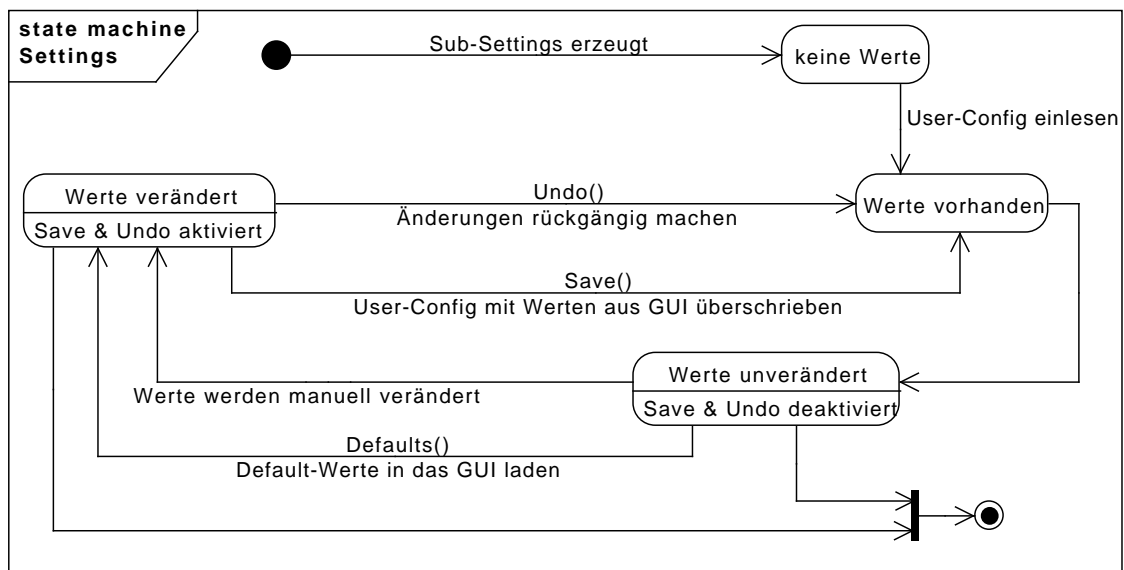 state machine
Settings
Sub-Settings erzeugt
keine Werte
User-Config einlesen
Werte verändert
Save & Undo aktiviert
Undo()
Änderungen rückgängig machen
Werte vorhanden
Save()
User-Config mit Werten aus GUI überschrieben
Werte unverändert
Save & Undo deaktiviert
Werte werden manuell verändert
Defaults()
Default-Werte in das GUI laden